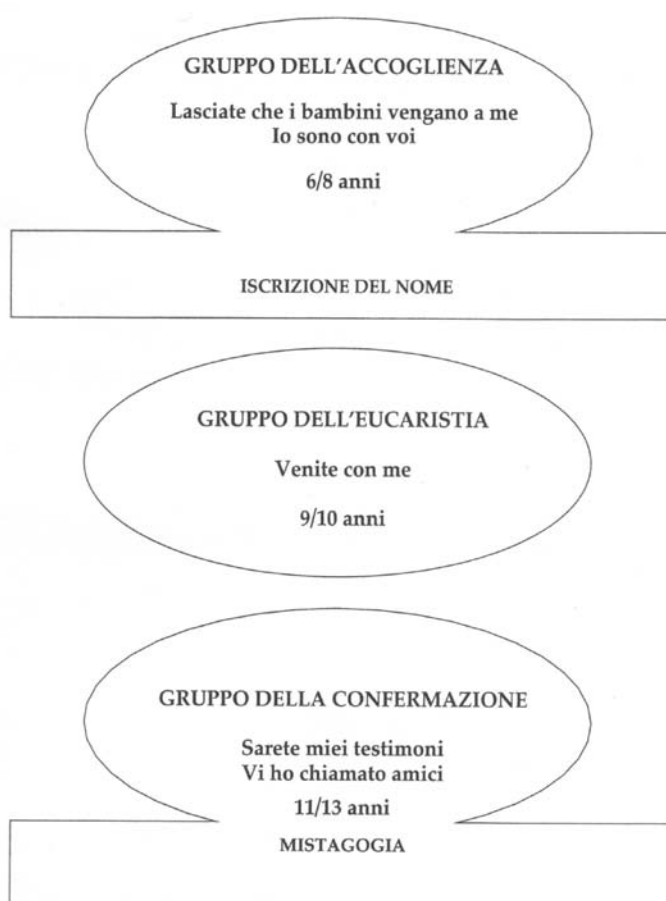 GRUPPO DELL'ACCOGLIENZA
Lasciate che i bambini vengano a me
Io sono con voi
6/8 anni
ISCRIZIONE DEL NOME
GRUPPO DELL'EUCARISTIA
Venite con me
9/10 anni
GRUPPO DELLA CONFERMAZIONE
Sarete miei testimoni
Vi ho chiamato amici
11/13 anni
MISTAGOGIA